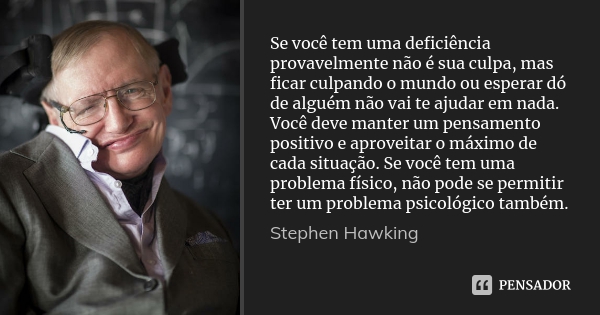 Se você tem uma deficiência
provavelmente não é sua culpa, mas
ficar culpando o mundo ou esperar dó
de alguém não vai te ajudar em nada.
Você deve manter um pensamento
positivo e aproveitar o máximo de
cada situação. Se você tem uma
problema físico, não pode se permitir
ter um problema psicológico também.
Stephen Hawking
PENSADOR